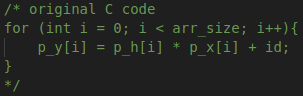 /* original C code
for (int i = 0; i < arr_size; i++){
    p_y[i] = p_h[i] * p_x[i] + id;
}
*/